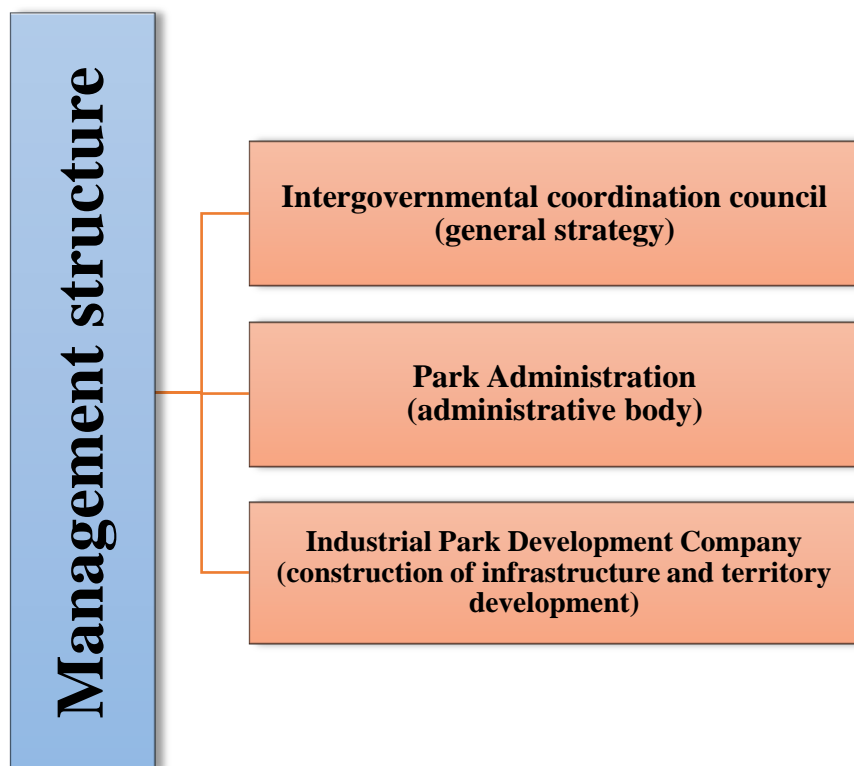 Management structure
Intergovernmental coordination council
(general strategy)
Park Administration
(administrative body)
Industrial Park Development Company
(construction of infrastructure and territory
development)